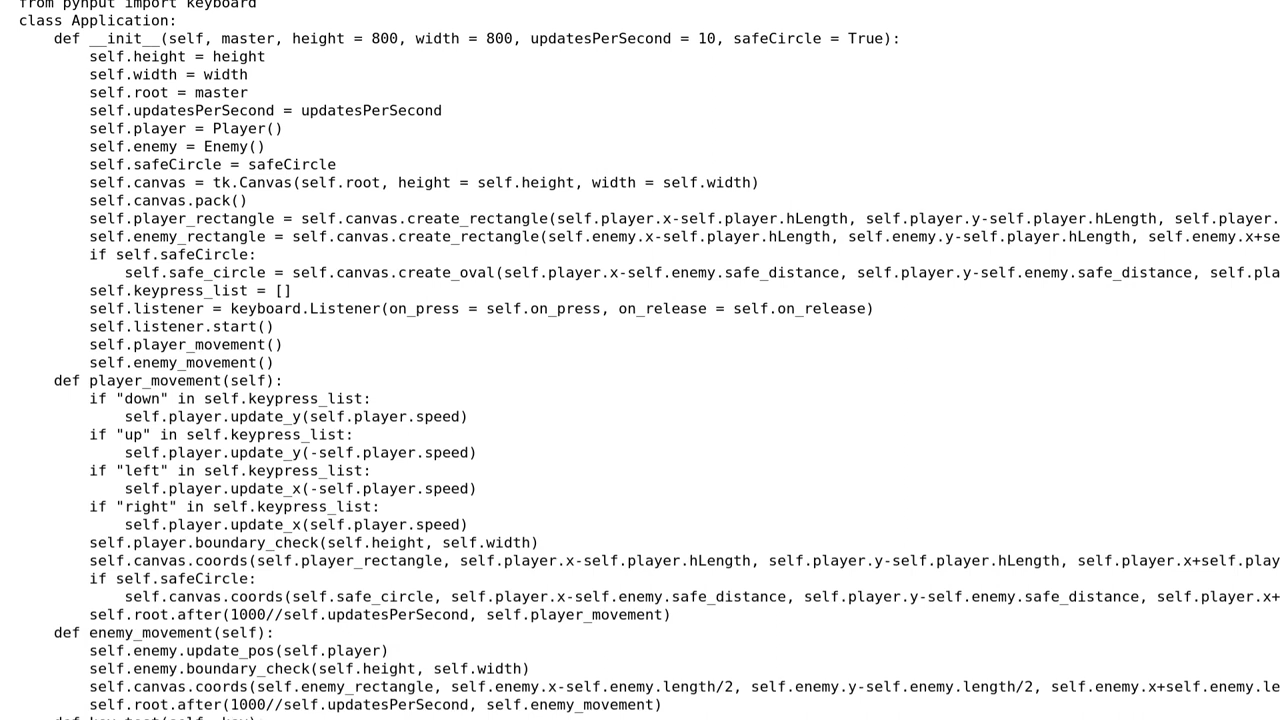 from pynput import keyboard
class Application:
    def __init__(self, master, height = 800, width = 800, updatesPerSecond = 10, safeCircle = True):
        self.height = height
        self.width = width
        self.root = master
        self.updatesPerSecond = updatesPerSecond
        self.player = Player()
        self.enemy = Enemy()
        self.safeCircle = safeCircle
        self.canvas = tk.Canvas(self.root, height = self.height, width = self.width)
        self.canvas.pack()
        self.player_rectangle = self.canvas.create_rectangle(self.player.x-self.player.hLength, self.player.y-self.player.hLength, self.player.
        self.enemy_rectangle = self.canvas.create_rectangle(self.enemy.x-self.player.hLength, self.enemy.y-self.player.hLength, self.enemy.x+se
        if self.safeCircle:
            self.safe_circle = self.canvas.create_oval(self.player.x-self.enemy.safe_distance, self.player.y-self.enemy.safe_distance, self.pla
        self.keypress_list = []
        self.listener = keyboard.Listener(on_press = self.on_press, on_release = self.on_release)
        self.listener.start()
        self.player_movement()
        self.enemy_movement()
    def player_movement(self):
        if "down" in self.keypress_list:
            self.player.update_y(self.player.speed)
        if "up" in self.keypress_list:
            self.player.update_y(-self.player.speed)
        if "left" in self.keypress_list:
            self.player.update_x(-self.player.speed)
        if "right" in self.keypress_list:
            self.player.update_x(self.player.speed)
        self.player.boundary_check(self.height, self.width)
        self.canvas.coords(self.player_rectangle, self.player.x-self.player.hLength, self.player.y-self.player.hLength, self.player.x+self.play
        if self.safeCircle:
            self.canvas.coords(self.safe_circle, self.player.x-self.enemy.safe_distance, self.player.y-self.enemy.safe_distance, self.player.x+
        self.root.after(1000//self.updatesPerSecond, self.player_movement)
    def enemy_movement(self):
        self.enemy.update_pos(self.player)
        self.enemy.boundary_check(self.height, self.width)
        self.canvas.coords(self.enemy_rectangle, self.enemy.x-self.enemy.length/2, self.enemy.y-self.enemy.length/2, self.enemy.x+self.enemy.le
        self.root.after(1000//self.updatesPerSecond, self.enemy_movement)
    def key_test(self, key):